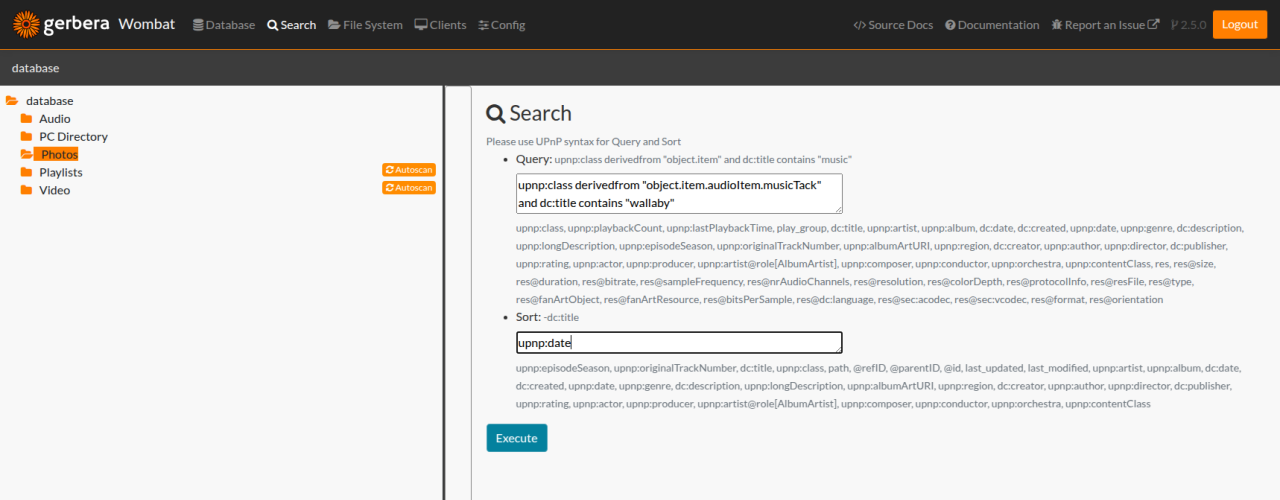 gerbera Wombat Database Search File System Clients Config Source Docs Documentation Report an Issue 2.5.0 Logout
database
database
Audio
PC Directory
Photos
Playlists Autoscan
Video Autoscan
Search
Please use UPnP syntax for Query and Sort
• Query: upnp:class derivedfrom "object.item" and dc:title contains "music"
upnp:class derivedfrom "object.item.audioItem.musicTack"
and dc:title contains "wallaby"
upnp:class, upnp:playbackCount, upnp:lastPlaybackTime, play_group, dc:title, upnp:artist, upnp:album, dc:date, dc:created, upnp:date, upnp:genre, dc:description,
upnp:longDescription, upnp:episodeSeason, upnp:originalTrackNumber, upnp:albumArtURI, upnp:region, dc:creator, upnp:author, upnp:director, dc:publisher,
upnp:rating, upnp:actor, upnp:producer, upnp:artist@role[AlbumArtist], upnp:composer, upnp:conductor, upnp:orchestra, upnp:contentClass, res, res@size,
res@duration, res@bitrate, res@sampleFrequency, res@nrAudioChannels, res@resolution, res@colorDepth, res@protocolInfo, res@resFile, res@type,
res@fanArtObject, res@fanArtResource, res@bitsPerSample, res@dc:language, res@sec:acodec, res@sec:vcodec, res@format, res@orientation
• Sort: -dc:title
upnp:date
upnp:episodeSeason, upnp:originalTrackNumber, dc:title, upnp:class, path, @refID, @parentID, @id, last_updated, last_modified, upnp:artist, upnp:album, dc:date,
dc:created, upnp:date, upnp:genre, dc:description, upnp:longDescription, upnp:albumArtURI, upnp:region, dc:creator, upnp:author, upnp:director, dc:publisher,
upnp:rating, upnp:actor, upnp:producer, upnp:artist@role[AlbumArtist], upnp:composer, upnp:conductor, upnp:orchestra, upnp:contentClass
Execute